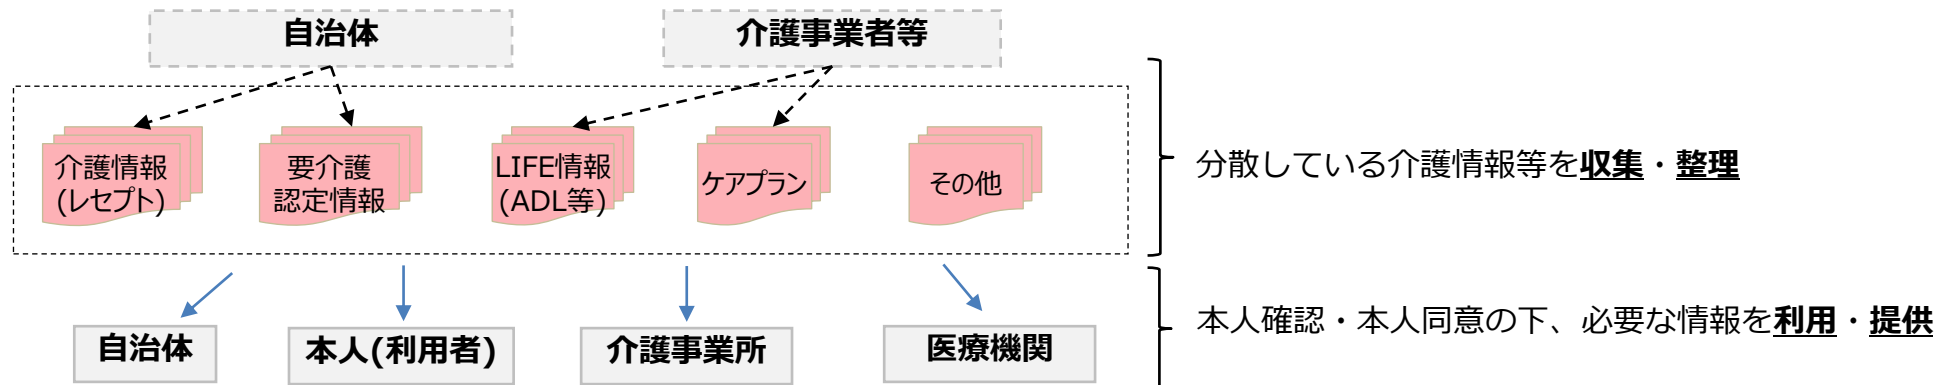 自治体
介護事業者等
介護情報
(レセプト)
要介護
認定情報
LIFE情報
(ADL等)
ケアプラン
その他
分散している介護情報等を収集・整理
自治体
本人(利用者)
介護事業所
医療機関
本人確認・本人同意の下、必要な情報を利用・提供